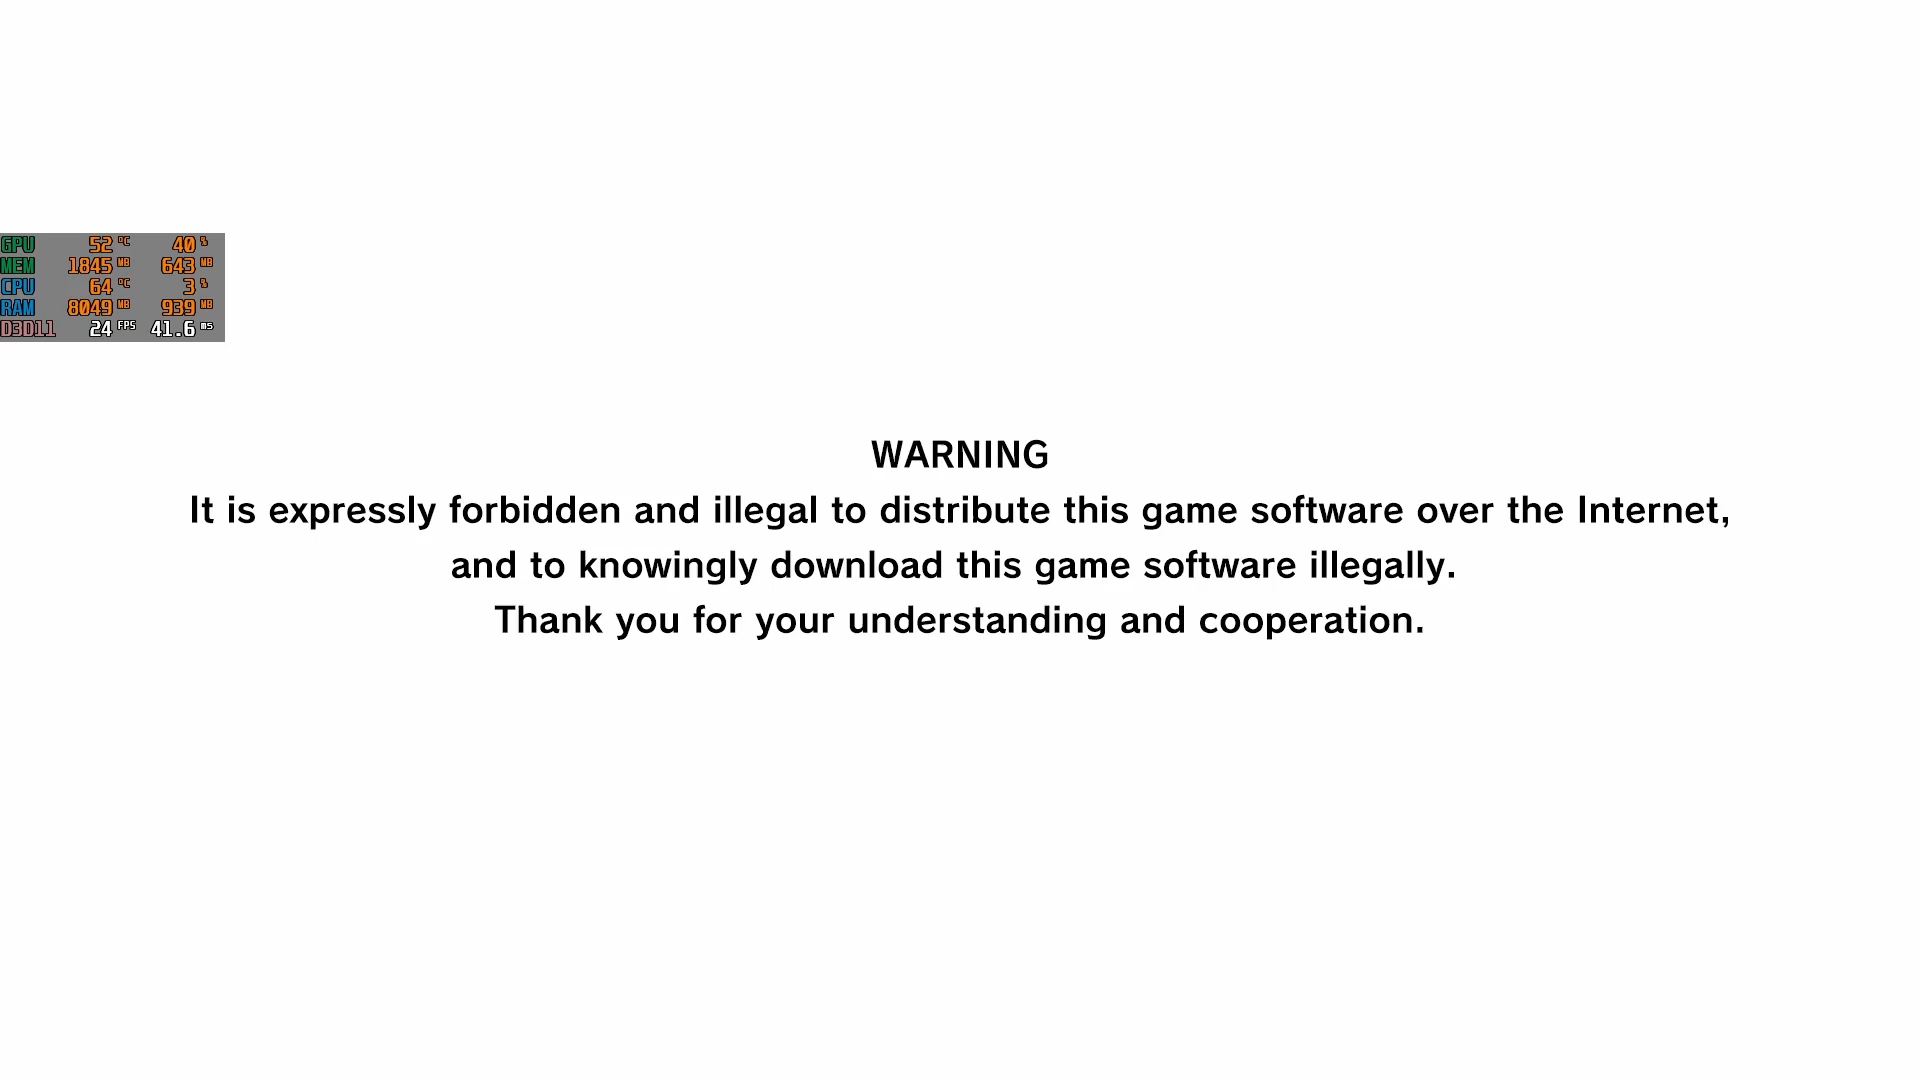 GPU 52 °C 40 %
MEM 1845 MB 643 MB
CPU 64 °C 3 %
RAM 8049 MB 939 MB
D3D11 24 FPS 41.6 ms
WARNING
It is expressly forbidden and illegal to distribute this game software over the Internet,
and to knowingly download this game software illegally.
Thank you for your understanding and cooperation.